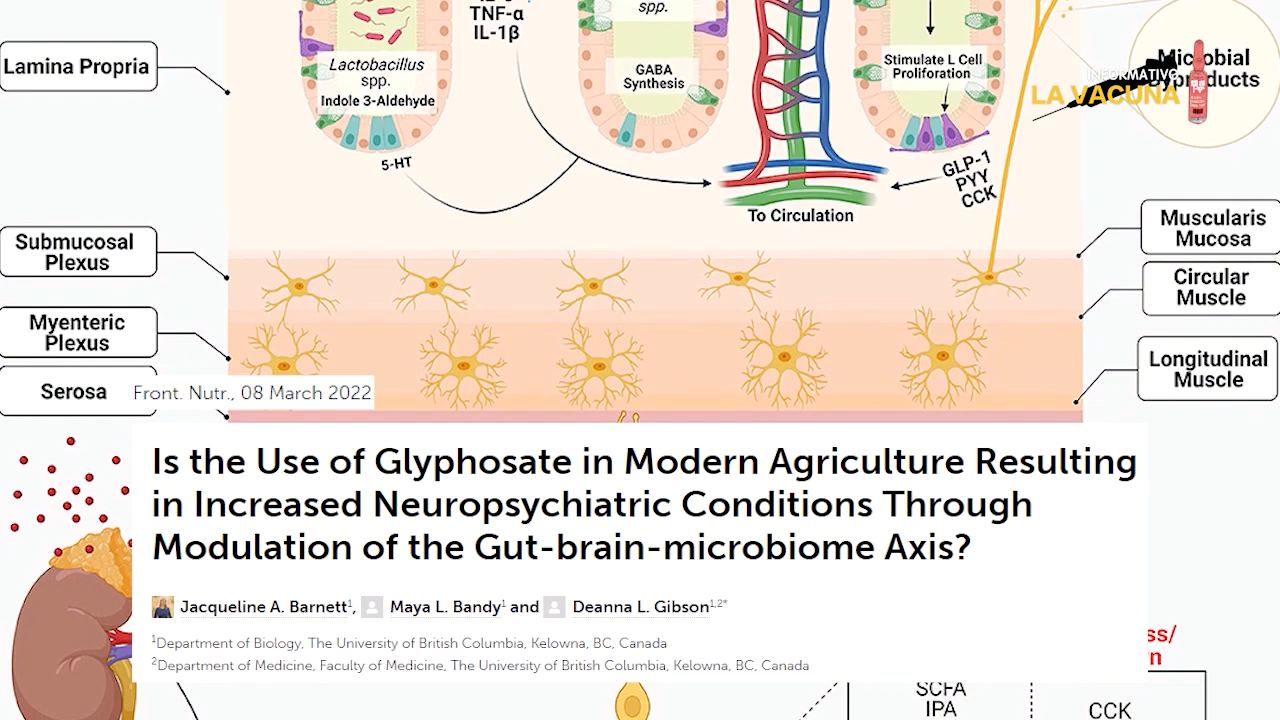 TNF-α
IL-1β
spp.
Lamina Propria
Lactobacillus
spp.
Indole 3-Aldehyde
GABA
Synthesis
Stimulate L Cell
Proliforation
Microbial
INFORMATIVO
LA VACUNA
5-HT
GLP-1
PYY
CCK
To Circulation
Submucosal
Plexus
Muscularis
Mucosa
Circular
Muscle
Myenteric
Plexus
Longitudinal
Muscle
Serosa
Front. Nutr., 08 March 2022
Is the Use of Glyphosate in Modern Agriculture Resulting
in Increased Neuropsychiatric Conditions Through
Modulation of the Gut-brain-microbiome Axis?
Jacqueline A. Barnett1, Maya L. Bandy1 and Deanna L. Gibson1,2*
1Department of Biology, The University of British Columbia, Kelowna, BC, Canada
2Department of Medicine, Faculty of Medicine, The University of British Columbia, Kelowna, BC, Canada
SCFA
IPA
CCK